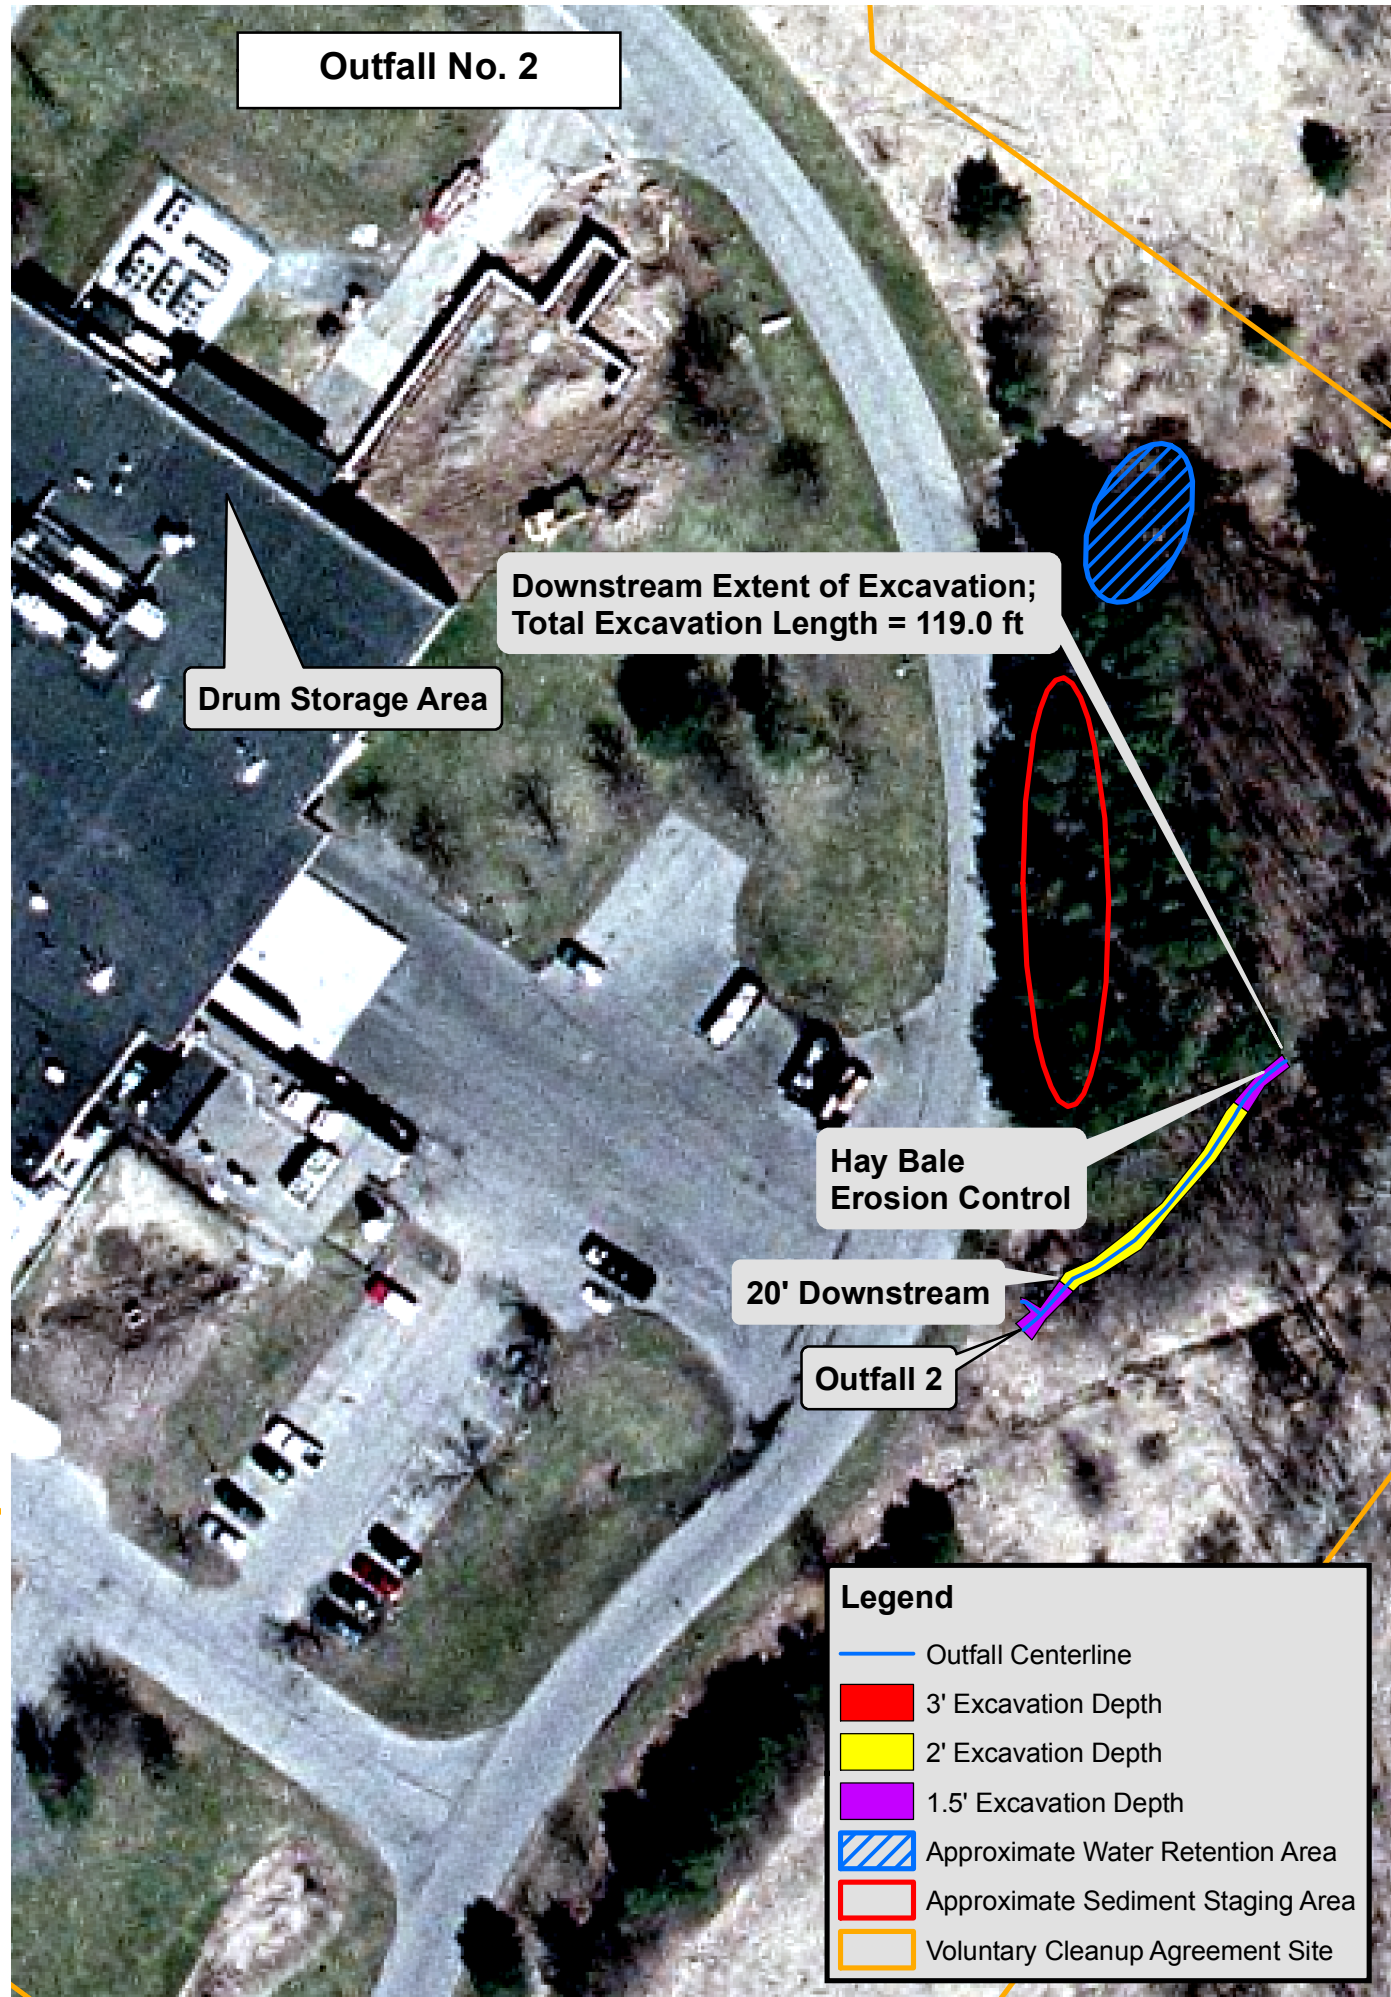 Outfall No. 2
Downstream Extent of Excavation;
Total Excavation Length = 119.0 ft
Drum Storage Area
Hay Bale
Erosion Control
20' Downstream
Outfall 2
Legend
Outfall Centerline
3' Excavation Depth
2' Excavation Depth
1.5' Excavation Depth
Approximate Water Retention Area
Approximate Sediment Staging Area
Voluntary Cleanup Agreement Site